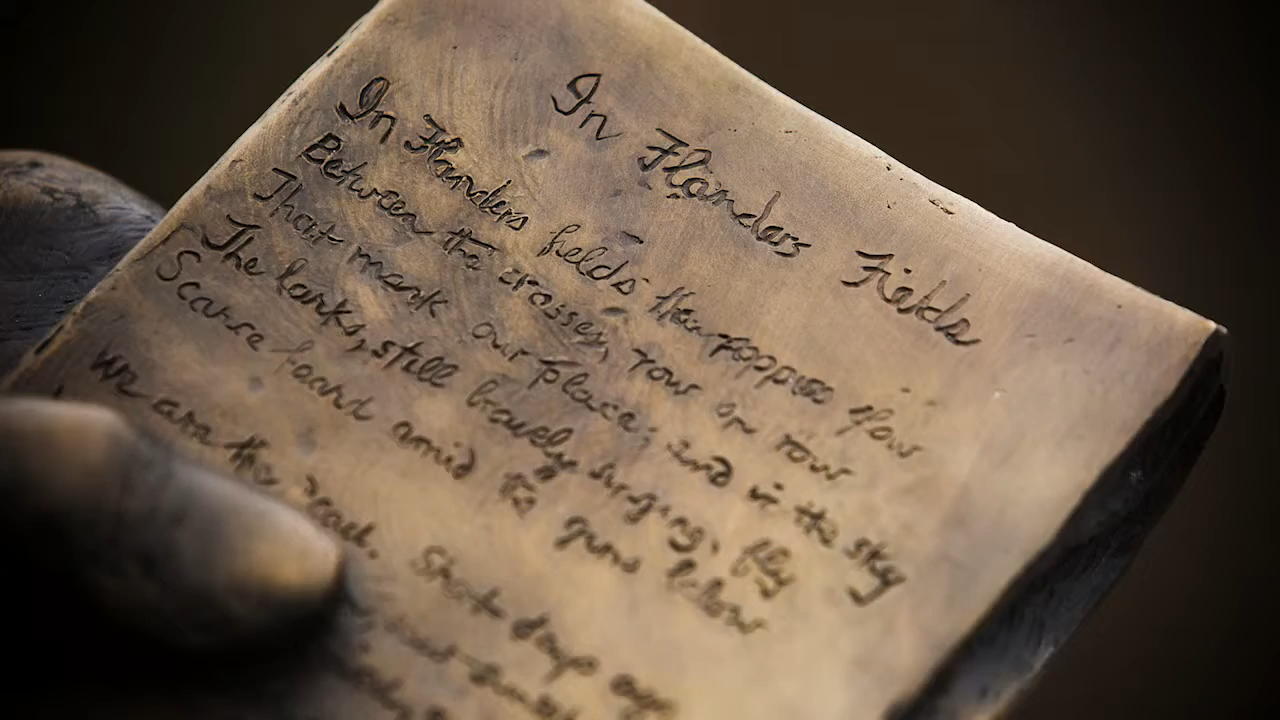 In Flanders Fields
In Flanders fields the poppies
Between the crosses, row on row
That mark our place; and in the sky
The larks, still bravely singing, fly
Scarce heard amid the guns below
We are the dead. Short days ago